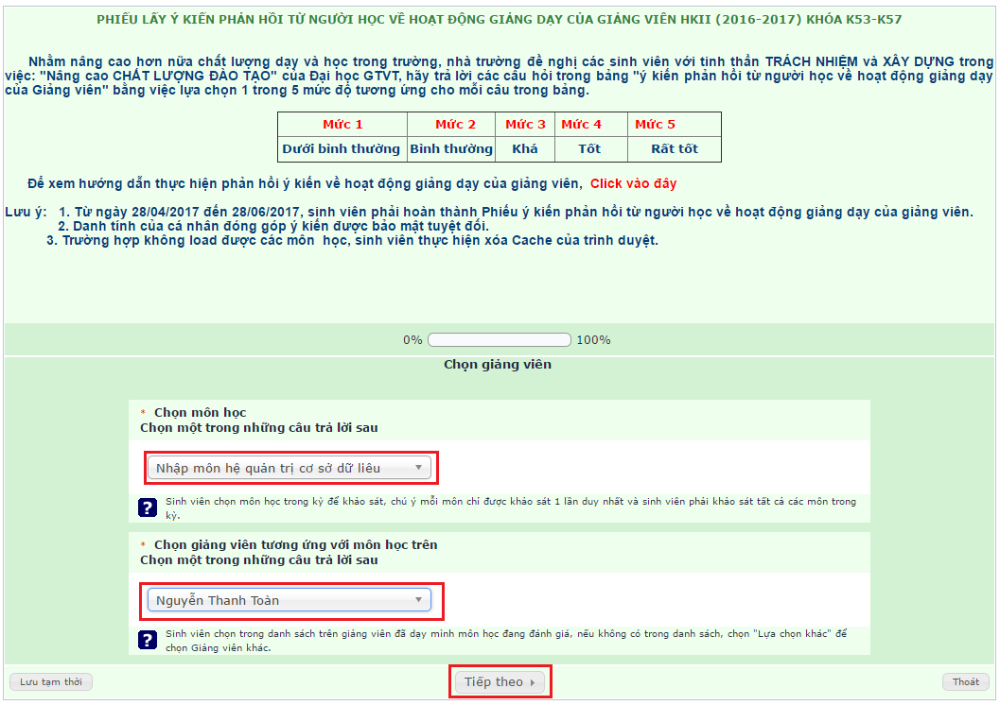 PHIẾU LẤY Ý KIẾN PHẢN HỒI TỪ NGƯỜI HỌC VỀ HOẠT ĐỘNG GIẢNG DẠY CỦA GIẢNG VIÊN HKII (2016-2017) KHÓA K53-K57
Nhằm nâng cao hơn nữa chất lượng dạy và học trong trường, nhà trường đề nghị các sinh viên với tinh thần TRÁCH NHIỆM và XÂY DỰNG trong
việc: "Nâng cao CHẤT LƯỢNG ĐÀO TẠO" của Đại học GTVT, hãy trả lời các câu hỏi trong bảng "ý kiến phản hồi từ người học về hoạt động giảng dạy
của Giảng viên" bằng việc lựa chọn 1 trong 5 mức độ tương ứng cho mỗi câu trong bảng.
Mức 1 Mức 2 Mức 3 Mức 4 Mức 5
Dưới bình thường Bình thường Khá Tốt Rất tốt
Để xem hướng dẫn thực hiện phản hồi ý kiến về hoạt động giảng dạy của giảng viên, Click vào đây
Lưu ý: 1. Từ ngày 28/04/2017 đến 28/06/2017, sinh viên phải hoàn thành Phiếu ý kiến phản hồi từ người học về hoạt động giảng dạy của giảng viên.
2. Danh tính của cá nhân đóng góp ý kiến được bảo mật tuyệt đối.
3. Trường hợp không load được các môn học, sinh viên thực hiện xóa Cache của trình duyệt.
0% 100%
Chọn giảng viên
* Chọn môn học
Chọn một trong những câu trả lời sau
Nhập môn hệ quản trị cơ sở dữ liêu
? Sinh viên chọn môn học trong kỳ để khảo sát, chú ý mỗi môn chỉ được khảo sát 1 lần duy nhất và sinh viên phải khảo sát tất cả các môn trong
kỳ.
* Chọn giảng viên tương ứng với môn học trên
Chọn một trong những câu trả lời sau
Nguyễn Thanh Toàn
? Sinh viên chọn trong danh sách trên giảng viên đã dạy mình môn học đang đánh giá, nếu không có trong danh sách, chọn "Lựa chọn khác" để
chọn Giảng viên khác.
Lưu tạm thời Tiếp theo Thoát